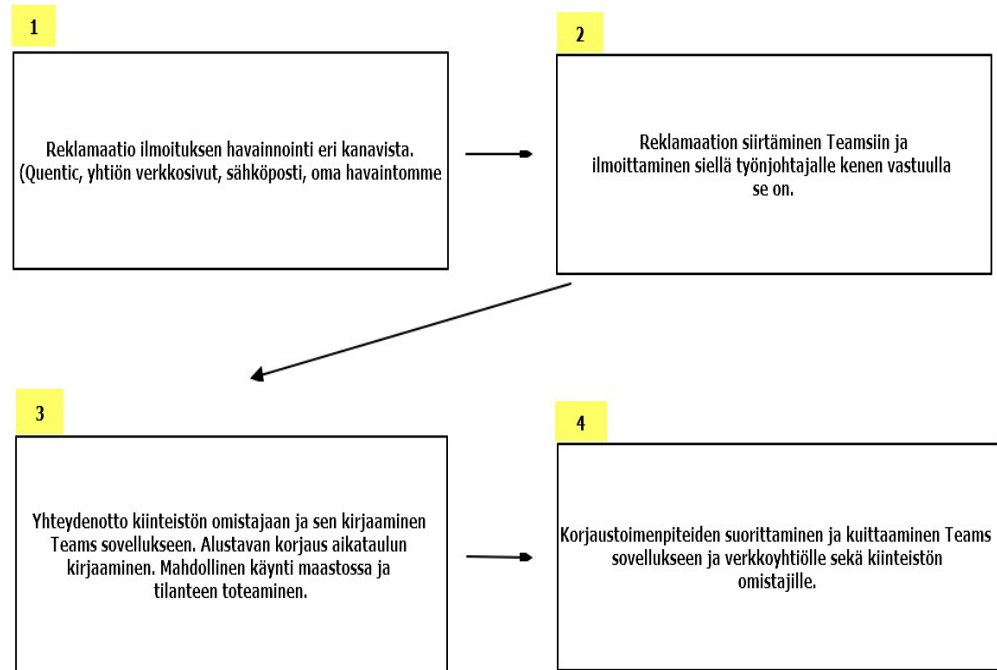 1
Reklamaatio ilmoituksen havainnointi eri kanavista.
(Quentic, yhtiön verkkosivut, sähköposti, oma havaintomme
2
Reklamaation siirtäminen Teamsiin ja
ilmoittaminen siellä työnjohtajalle kenen vastuulla
se on.
3
Yhteydenotto kiinteistön omistajaan ja sen kirjaaminen
Teams sovellukseen. Alustavan korjaus aikataulun
kirjaaminen. Mahdollinen käynti maastossa ja
tilanteen toteaminen.
4
Korjaustoimenpiteiden suorittaminen ja kuittaaminen Teams
sovellukseen ja verkkoyhtiölle sekä kiinteistön
omistajille.